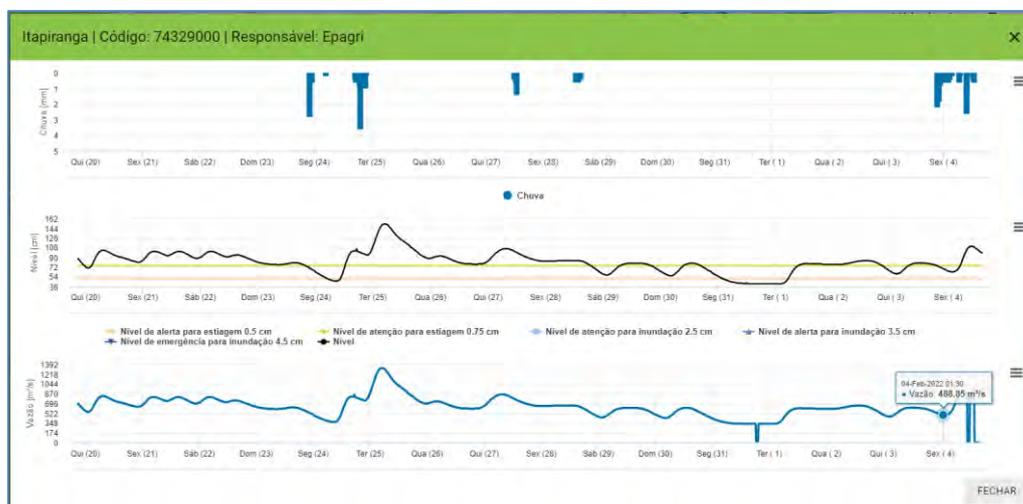 Itapiranga | Código: 74329000 | Responsável: Epagri
×
Chuva [mm]
0
1
2
3
4
5
Qui (20) Sex (21) Sáb (22) Dom (23) Seg (24) Ter (25) Qua (26) Qui (27) Sex (28) Sáb (29) Dom (30) Seg (31) Ter ( 1) Qua ( 2) Qui ( 3) Sex ( 4)
Chuva
Nível [cm]
162
144
126
108
90
72
54
36
Qui (20) Sex (21) Sáb (22) Dom (23) Seg (24) Ter (25) Qua (26) Qui (27) Sex (28) Sáb (29) Dom (30) Seg (31) Ter ( 1) Qua ( 2) Qui ( 3) Sex ( 4)
Nível de alerta para estiagem 0.5 cm Nível de atenção para estiagem 0.75 cm Nível de atenção para inundação 2.5 cm Nível de alerta para inundação 3.5 cm
Nível de emergência para inundação 4.5 cm Nível
Vazão [m³/s]
1392
1218
1044
870
696
522
348
174
0
04-Feb-2022 01:30
Vazão: 488.85 m³/s
Qui (20) Sex (21) Sáb (22) Dom (23) Seg (24) Ter (25) Qua (26) Qui (27) Sex (28) Sáb (29) Dom (30) Seg (31) Ter ( 1) Qua ( 2) Qui ( 3) Sex ( 4)
FECHAR